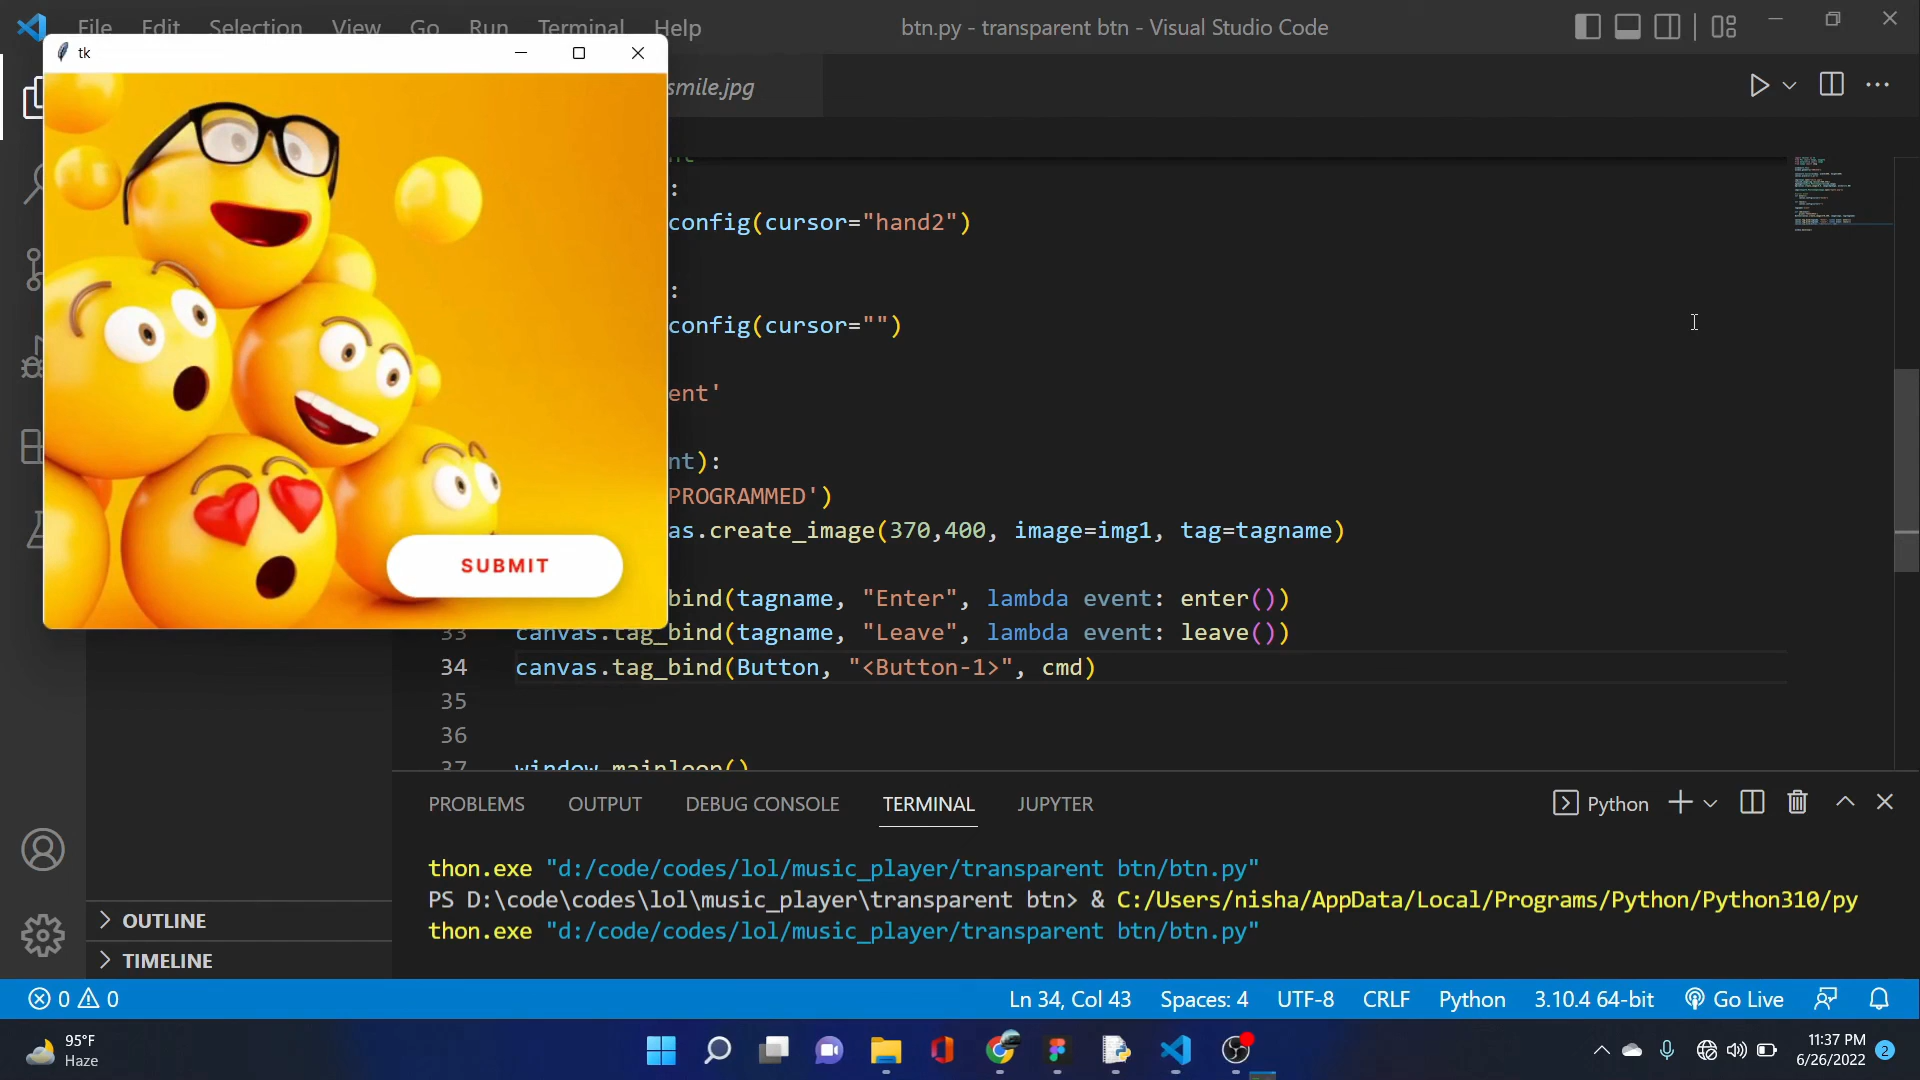 File Edit Selection View Go Run Terminal Help
btn.py - transparent btn - Visual Studio Code
tk
smile.jpg
:
config(cursor="hand2")
:
config(cursor="")
ent'
nt):
PROGRAMMED')
as.create_image(370,400, image=img1, tag=tagname)
SUBMIT
bind(tagname, "Enter", lambda event: enter())
33 canvas.tag_bind(tagname, "Leave", lambda event: leave())
34 canvas.tag_bind(Button, "<Button-1>", cmd)
35
36
37 window.mainloop()
PROBLEMS OUTPUT DEBUG CONSOLE TERMINAL JUPYTER
Python
thon.exe "d:/code/codes/lol/music_player/transparent btn/btn.py"
PS D:\code\codes\lol\music_player\transparent btn> & C:/Users/nisha/AppData/Local/Programs/Python/Python310/py
thon.exe "d:/code/codes/lol/music_player/transparent btn/btn.py"
OUTLINE
TIMELINE
0 0
Ln 34, Col 43 Spaces: 4 UTF-8 CRLF Python 3.10.4 64-bit Go Live
95°F
Haze
11:37 PM
6/26/2022
2